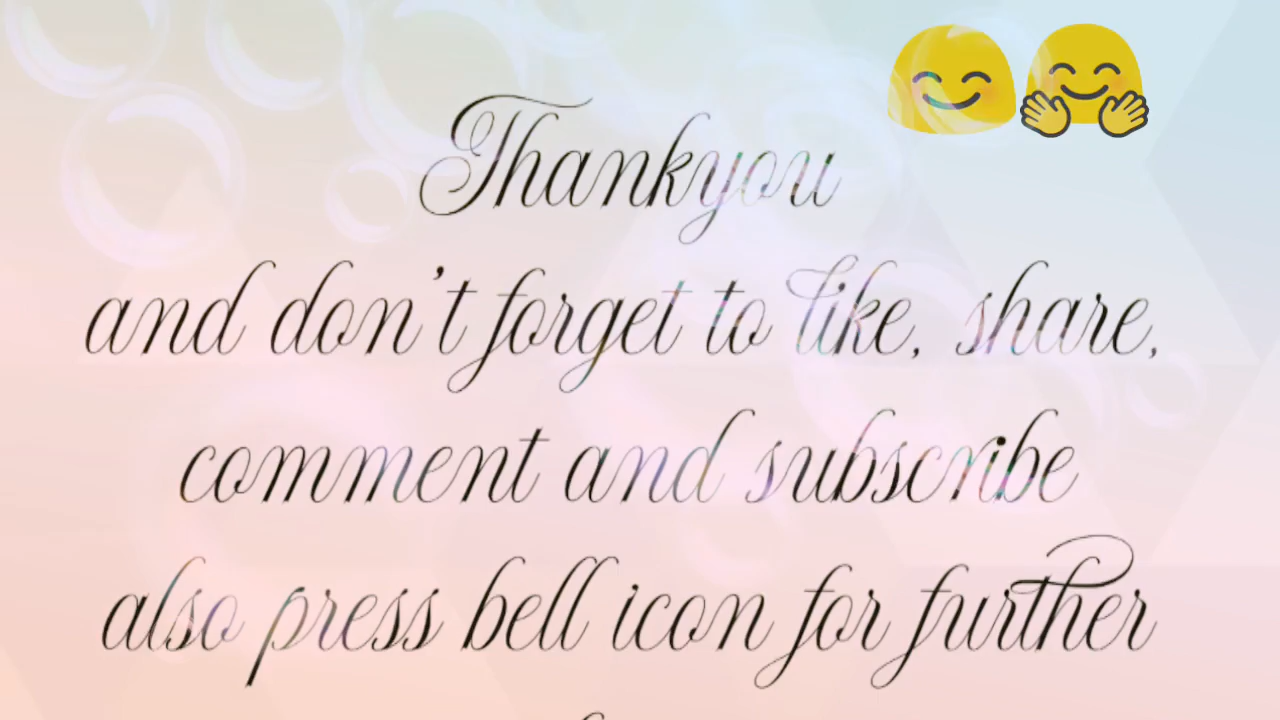 Thankyou
and don't forget to like, share,
comment and subscribe
also press bell icon for further